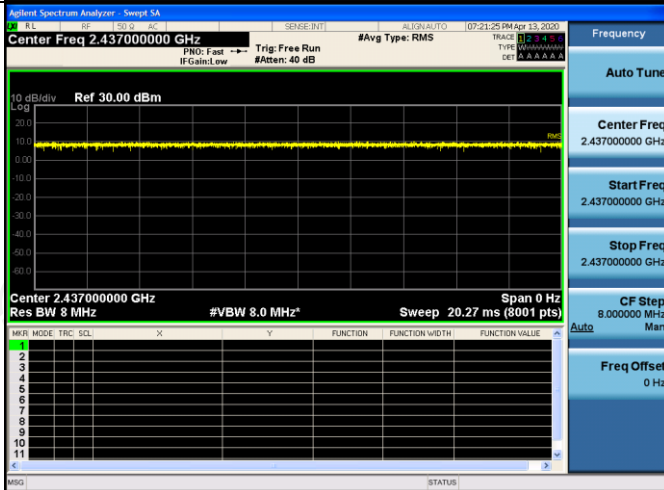 Agilent Spectrum Analyzer - Swept SA
RL RF 50 Ω AC SENSE:INT ALIGN AUTO 07:21:25 PM Apr 13, 2020
Center Freq 2.437000000 GHz
PNO: Fast
IFGain:Low
Trig: Free Run
#Atten: 40 dB
#Avg Type: RMS
TRACE 1 2 3 4 5 6
TYPE W
DET A A A A A A
10 dB/div
Log
Ref 30.00 dBm
20.0
10.0
0.00
-10.0
-20.0
-30.0
-40.0
-50.0
-60.0
RMS
Center 2.437000000 GHz
Span 0 Hz
Res BW 8 MHz
#VBW 8.0 MHz*
Sweep 20.27 ms (8001 pts)
MKR MODE TRC SCL X Y FUNCTION FUNCTION WIDTH FUNCTION VALUE
1
2
3
4
5
6
7
8
9
10
11
MSG
STATUS
Frequency
Auto Tune
Center Freq
2.437000000 GHz
Start Freq
2.437000000 GHz
Stop Freq
2.437000000 GHz
CF Step
8.000000 MHz
Auto Man
Freq Offset
0 Hz